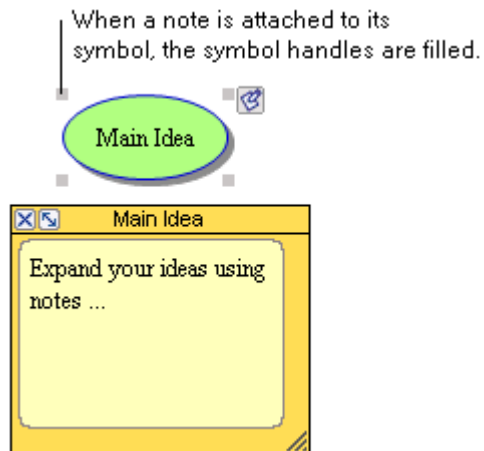 When a note is attached to its
symbol, the symbol handles are filled.
Main Idea
Main Idea
Expand your ideas using
notes ...